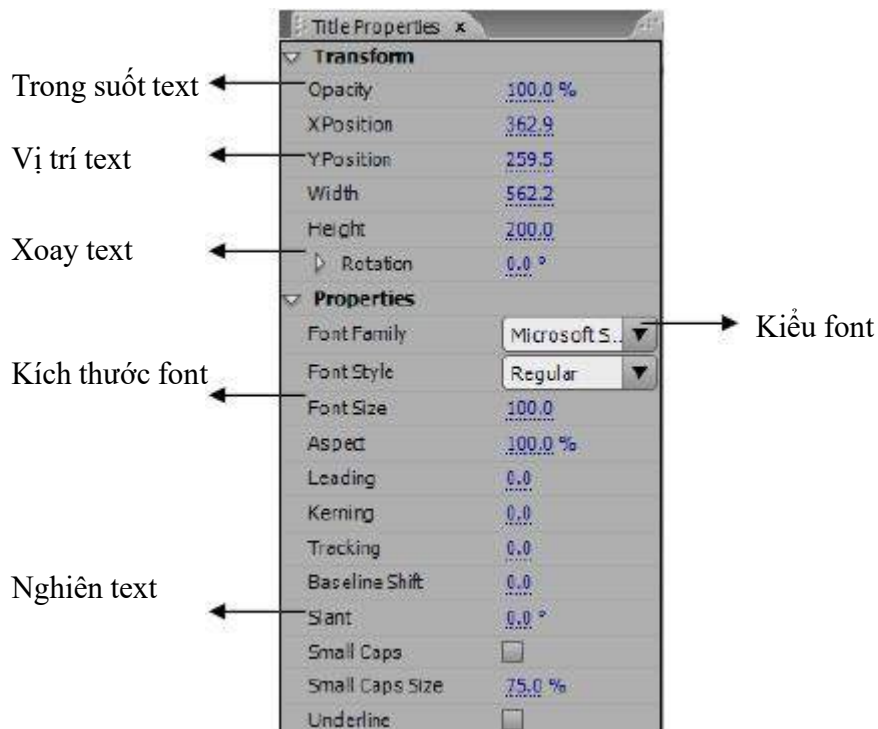 Title Properties x
Transform
Trong suốt text
Opacity 100.0 %
XPosition 362.9
Vị trí text
YPosition 259.5
Width 562.2
Height 200.0
Xoay text
Rotation 0.0 °
Properties
Font Family Microsoft S..
Kiểu font
Font Style Regular
Kích thước font
Font Size 100.0
Aspect 100.0 %
Leading 0.0
Kerning 0.0
Tracking 0.0
Baseline Shift 0.0
Nghiên text
Slant 0.0 °
Small Caps
Small Caps Size 75.0 %
Underline